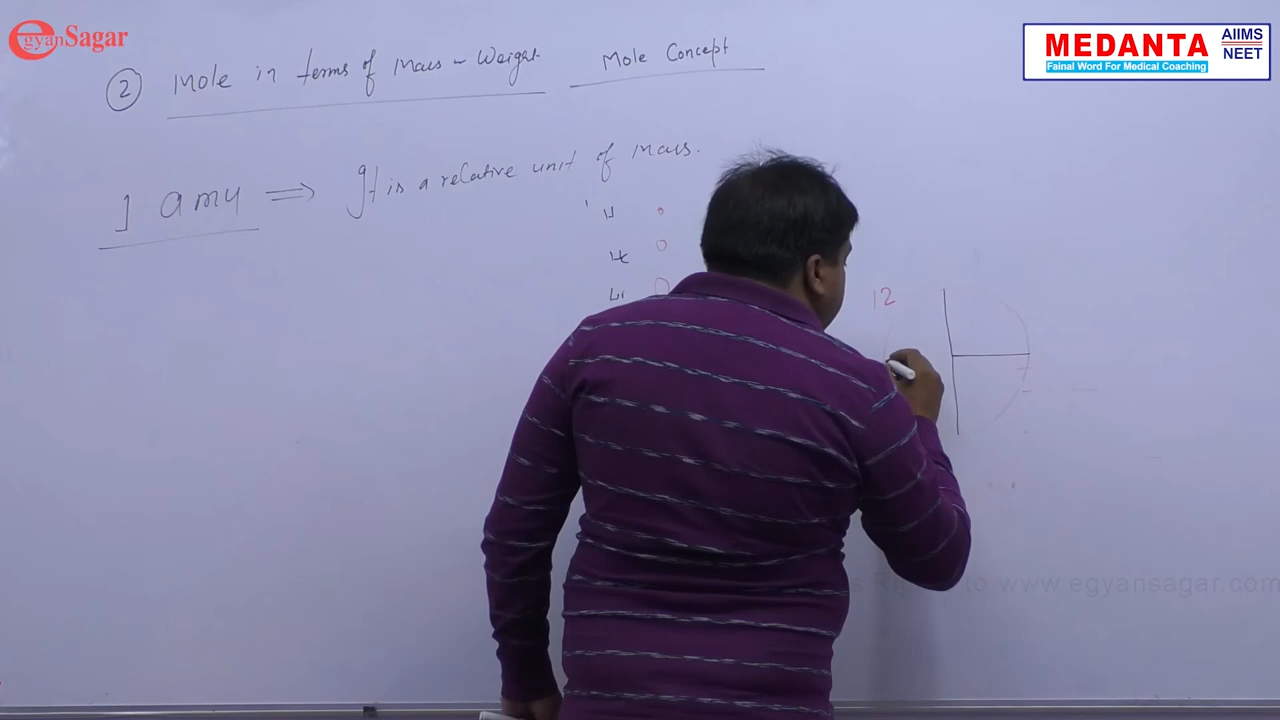 egyanSagar
MEDANTA AIIMS NEET
Fainal Word For Medical Coaching
2 Mole in terms of Mass - Weight Mole Concept
1 amu ⟹ It is a relative unit of Mass.
H
He
Li
12
to www.egyansagar.com